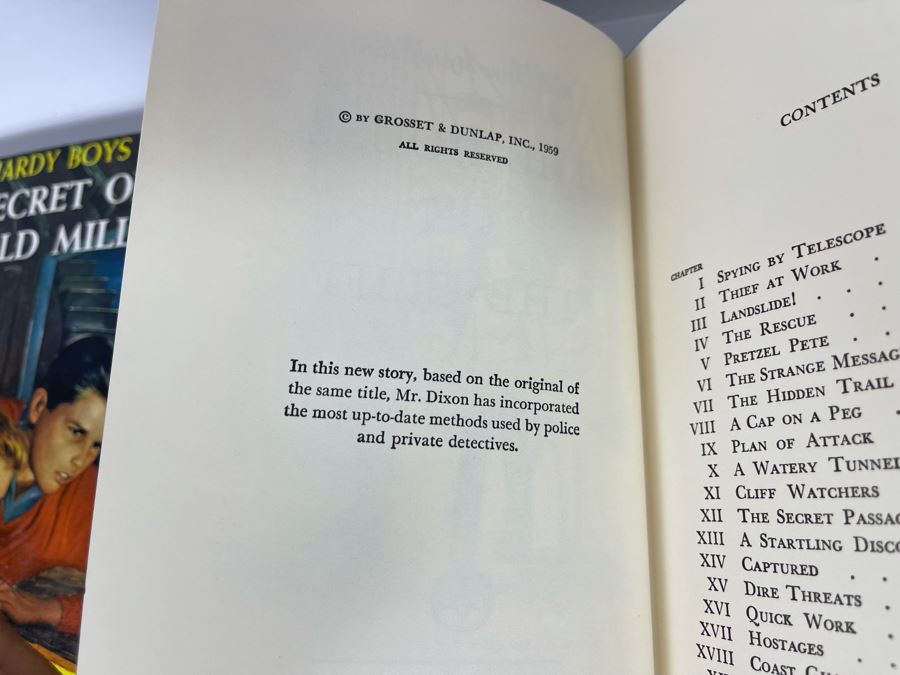 HARDY BOYS
SECRET O
OLD MILL
© BY GROSSET & DUNLAP, INC., 1959
ALL RIGHTS RESERVED
In this new story, based on the original of
the same title, Mr. Dixon has incorporated
the most up-to-date methods used by police
and private detectives.
CONTENTS
CHAPTER
I SPYING BY TELESCOPE
II THIEF AT WORK .
III LANDSLIDE! . . .
IV THE RESCUE . .
V PRETZEL PETE . .
VI THE STRANGE MESSAG
VII THE HIDDEN TRAIL
VIII A CAP ON A PEG .
IX PLAN OF ATTACK
X A WATERY TUNNEL
XI CLIFF WATCHERS
XII THE SECRET PASSAG
XIII A STARTLING DISCO
XIV CAPTURED . .
XV DIRE THREATS .
XVI QUICK WORK .
XVII HOSTAGES . .
XVIII COAST